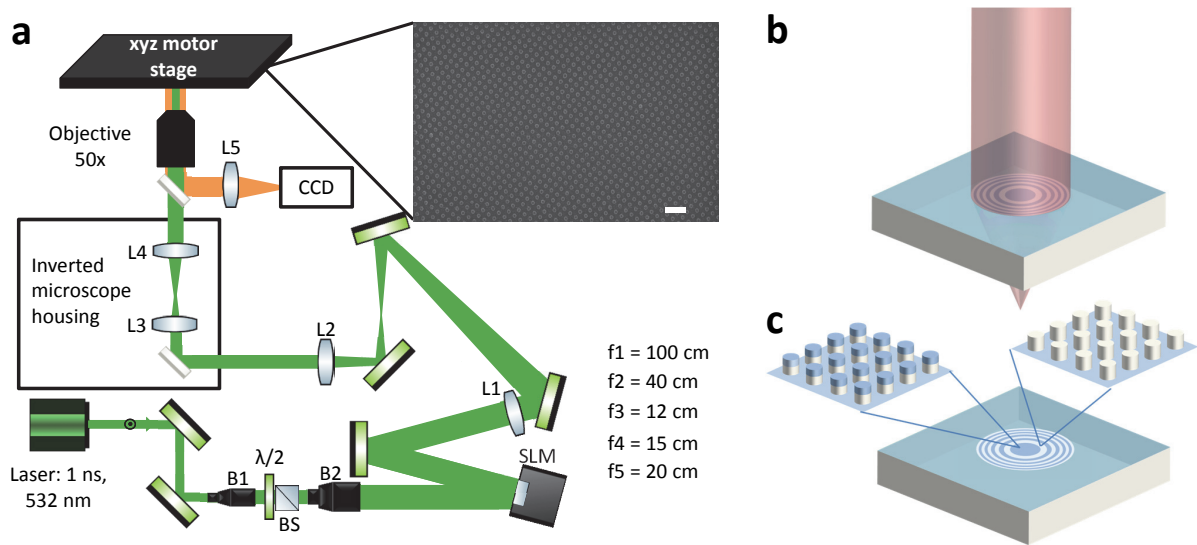 a
xyz motor
stage
Objective
50x
L5
CCD
L4
Inverted
microscope
housing
L3
L2
L1
Laser: 1 ns,
532 nm
B1
λ/2
BS
B2
SLM
f1 = 100 cm
f2 = 40 cm
f3 = 12 cm
f4 = 15 cm
f5 = 20 cm
b
c